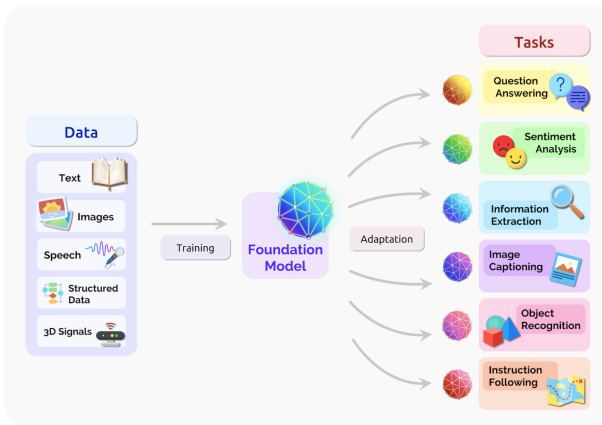 Data
Text
Images
Speech
Structured
Data
3D Signals
Training
Foundation
Model
Adaptation
Tasks
Question
Answering
Sentiment
Analysis
Information
Extraction
Image
Captioning
Object
Recognition
Instruction
Following